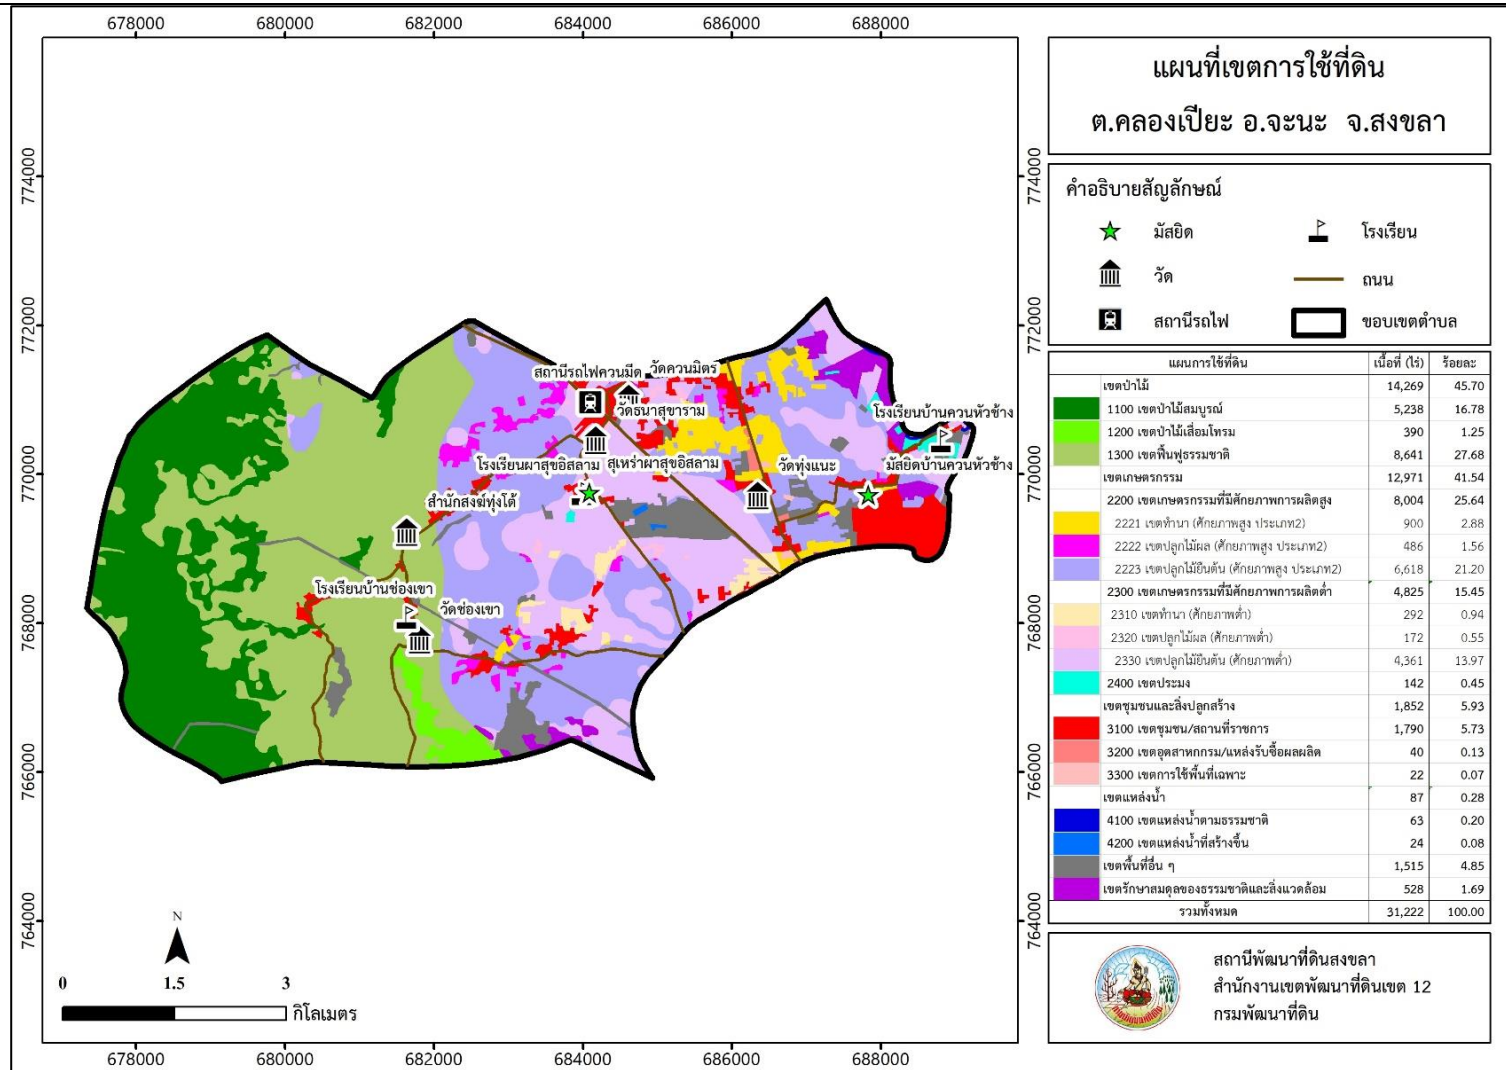 678000 680000 682000 684000 686000 688000
774000
772000
770000
768000
766000
764000
774000
772000
770000
768000
766000
764000
สถานีรถไฟควนมีด วัดควนมิตร
วัดธนาสุขาราม
โรงเรียนบ้านควนหัวช้าง
โรงเรียนผาสุขอิสลาม สุเหร่าผาสุขอิสลาม วัดทุ่งแนะ มัสยิดบ้านควนหัวช้าง
สำนักสงฆ์ทุ่งโด้
โรงเรียนบ้านช่องเขา
วัดช่องเขา
N
0 1.5 3
กิโลเมตร
678000 680000 682000 684000 686000 688000
แผนที่เขตการใช้ที่ดิน
ต.คลองเปียะ อ.จะนะ จ.สงขลา
คำอธิบายสัญลักษณ์
มัสยิด โรงเรียน
วัด ถนน
สถานีรถไฟ ขอบเขตตำบล
แผนการใช้ที่ดิน เนื้อที่ (ไร่) ร้อยละ
เขตป่าไม้ 14,269 45.70
1100 เขตป่าไม้สมบูรณ์ 5,238 16.78
1200 เขตป่าไม้เสื่อมโทรม 390 1.25
1300 เขตฟื้นฟูธรรมชาติ 8,641 27.68
เขตเกษตรกรรม 12,971 41.54
2200 เขตเกษตรกรรมที่มีศักยภาพการผลิตสูง 8,004 25.64
2221 เขตทำนา (ศักยภาพสูง ประเภท2) 900 2.88
2222 เขตปลูกไม้ผล (ศักยภาพสูง ประเภท2) 486 1.56
2223 เขตปลูกไม้ยืนต้น (ศักยภาพสูง ประเภท2) 6,618 21.20
2300 เขตเกษตรกรรมที่มีศักยภาพการผลิตต่ำ 4,825 15.45
2310 เขตทำนา (ศักยภาพต่ำ) 292 0.94
2320 เขตปลูกไม้ผล (ศักยภาพต่ำ) 172 0.55
2330 เขตปลูกไม้ยืนต้น (ศักยภาพต่ำ) 4,361 13.97
2400 เขตประมง 142 0.45
เขตชุมชนและสิ่งปลูกสร้าง 1,852 5.93
3100 เขตชุมชน/สถานที่ราชการ 1,790 5.73
3200 เขตอุตสาหกกรรม/แหล่งรับซื้อผลผลิต 40 0.13
3300 เขตการใช้พื้นที่เฉพาะ 22 0.07
เขตแหล่งน้ำ 87 0.28
4100 เขตแหล่งน้ำตามธรรมชาติ 63 0.20
4200 เขตแหล่งน้ำที่สร้างขึ้น 24 0.08
เขตพื้นที่อื่น ๆ 1,515 4.85
เขตรักษาสมดุลของธรรมชาติและสิ่งแวดล้อม 528 1.69
รวมทั้งหมด 31,222 100.00
สถานีพัฒนาที่ดินสงขลา
สำนักงานเขตพัฒนาที่ดินเขต 12
กรมพัฒนาที่ดิน